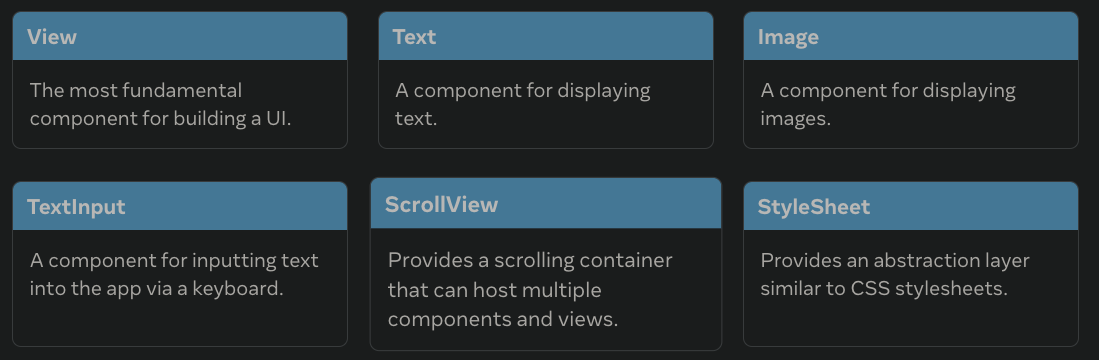 View
The most fundamental
component for building a UI.
Text
A component for displaying
text.
Image
A component for displaying
images.
TextInput
A component for inputting text
into the app via a keyboard.
ScrollView
Provides a scrolling container
that can host multiple
components and views.
StyleSheet
Provides an abstraction layer
similar to CSS stylesheets.